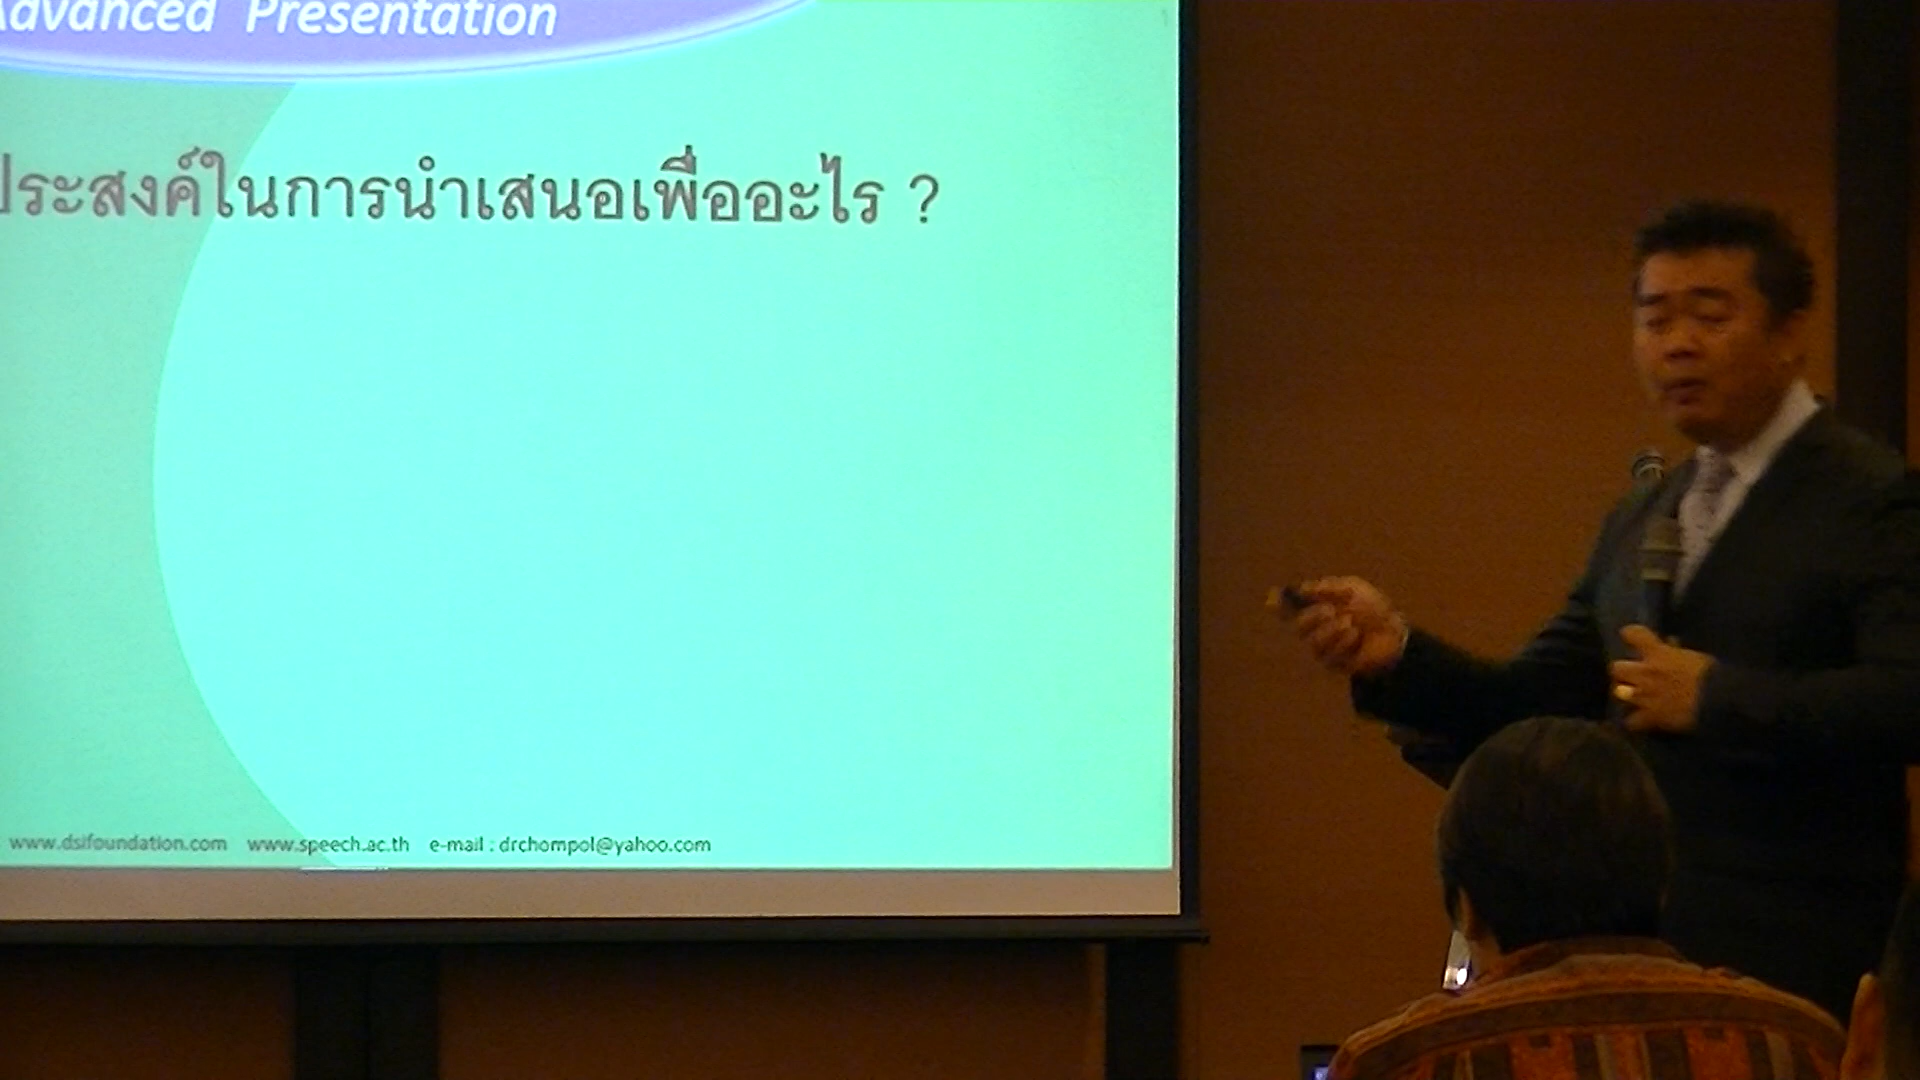 Advanced Presentation
ประสงค์ในการนำเสนอเพื่ออะไร ?
www.dsifoundation.com www.speech.ac.th e-mail : drchompol@yahoo.com